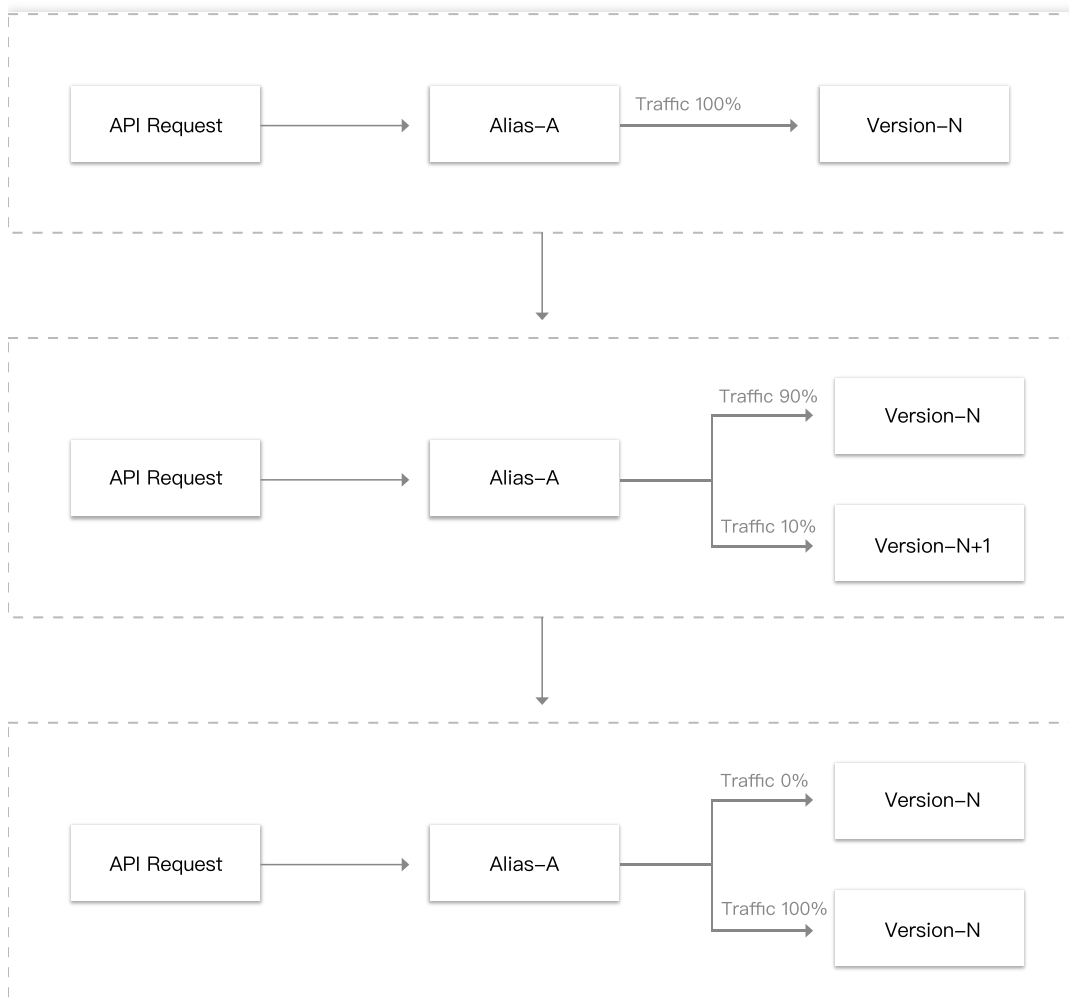 API Request
Alias–A
Traffic 100%
Version–N
API Request
Alias–A
Traffic 90%
Version–N
Traffic 10%
Version–N+1
API Request
Alias–A
Traffic 0%
Version–N
Traffic 100%
Version–N